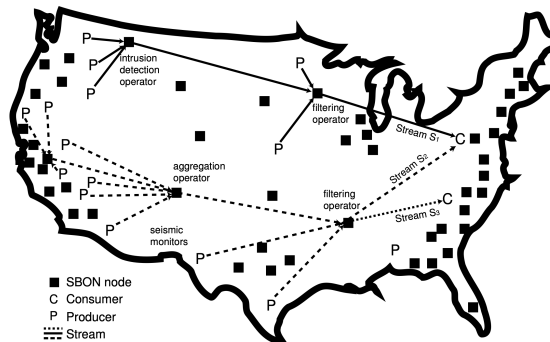 P
P
P
intrusion
detection
operator
P
filtering
operator
Stream S1
C
P
P
P
P
P
aggregation
operator
P
P
P
Stream S2
filtering
operator
C
Stream S3
P
seismic
monitors
P
P
P
SBON node
C Consumer
P Producer
Stream